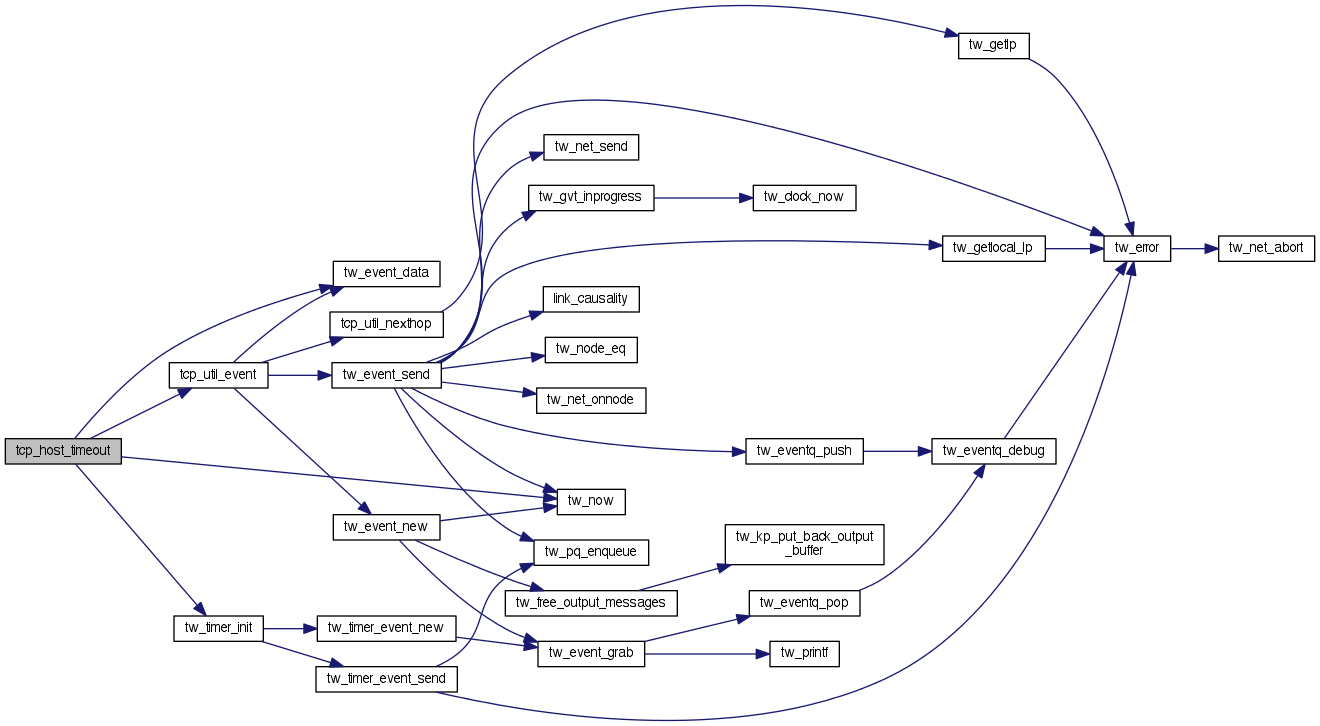 tw_getlp
tw_net_send
tw_gvt_inprogress
tw_clock_now
tw_getlocal_lp
tw_error
tw_net_abort
tw_event_data
link_causality
tcp_util_nexthop
tw_node_eq
tcp_util_event
tw_event_send
tw_net_onnode
tcp_host_timeout
tw_eventq_push
tw_eventq_debug
tw_now
tw_event_new
tw_pq_enqueue
tw_kp_put_back_output
_buffer
tw_free_output_messages
tw_eventq_pop
tw_timer_init
tw_timer_event_new
tw_event_grab
tw_printf
tw_timer_event_send